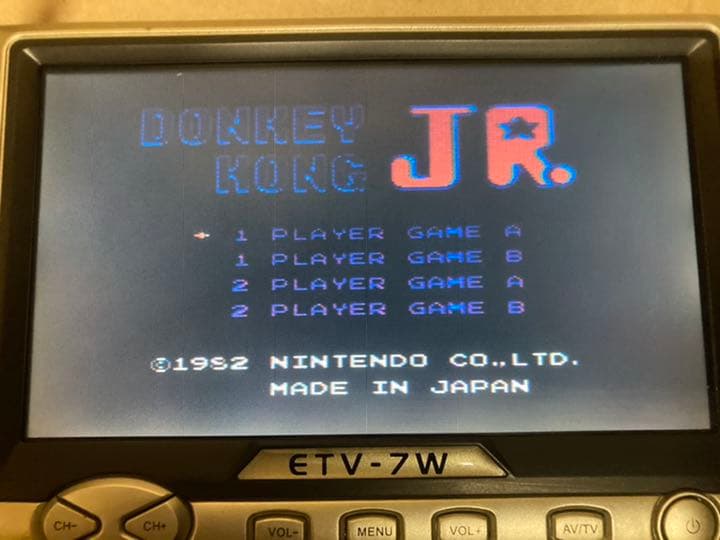 DONKEY JR.
KONG
1 PLAYER GAME A
1 PLAYER GAME B
2 PLAYER GAME A
2 PLAYER GAME B
©1982 NINTENDO CO.,LTD.
MADE IN JAPAN
ETV-7W
CH- CH+ VOL- MENU VOL+ AV/TV